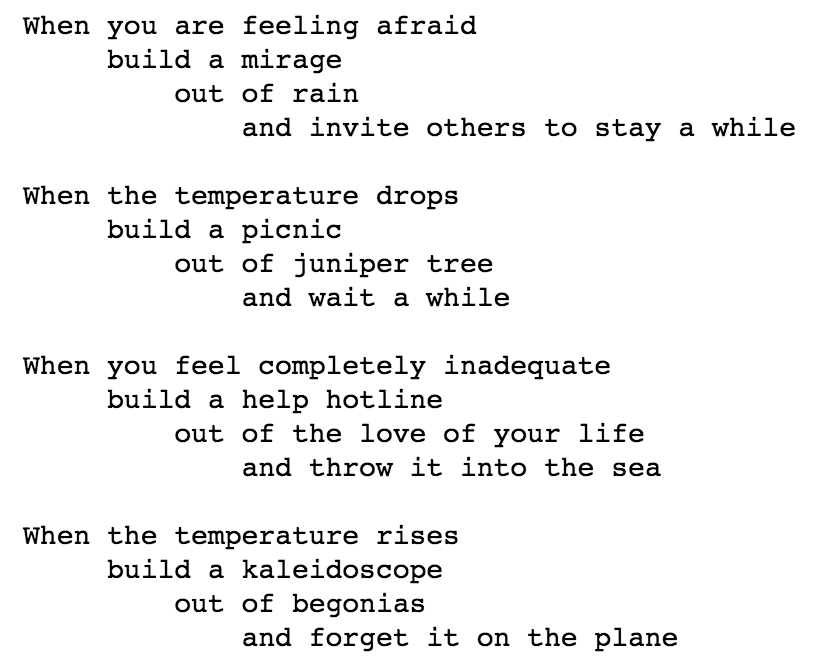 When you are feeling afraid
build a mirage
out of rain
and invite others to stay a while
When the temperature drops
build a picnic
out of juniper tree
and wait a while
When you feel completely inadequate
build a help hotline
out of the love of your life
and throw it into the sea
When the temperature rises
build a kaleidoscope
out of begonias
and forget it on the plane